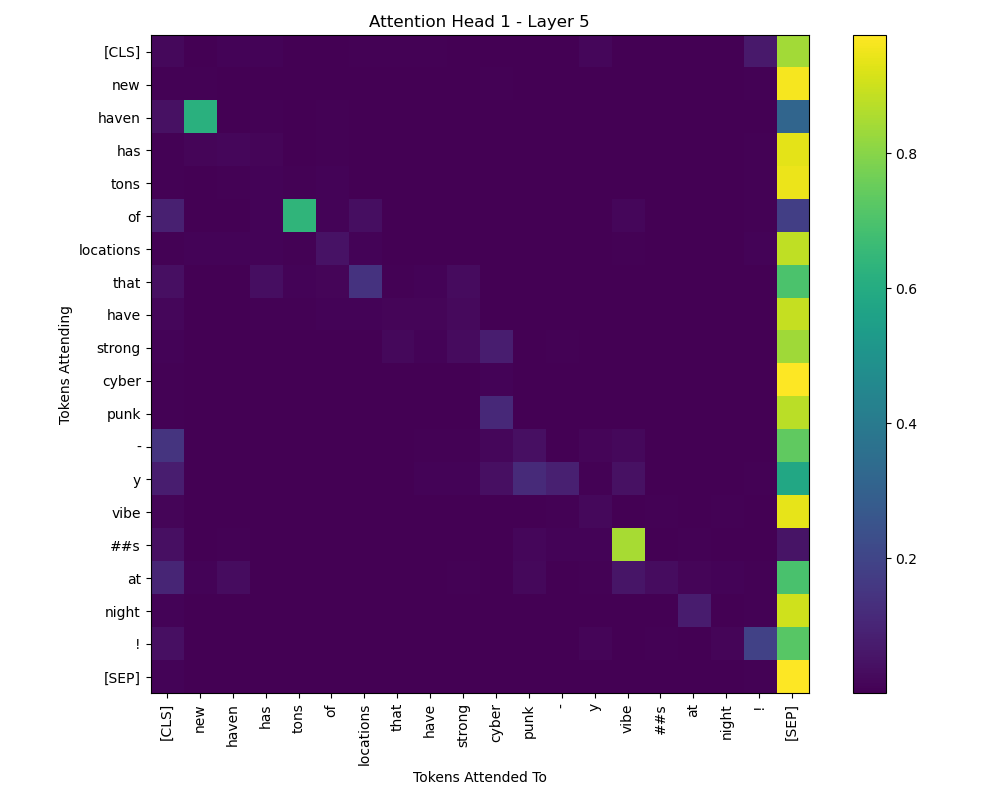 Attention Head 1 - Layer 5
[CLS]
new
haven
has
tons
of
locations
that
have
strong
cyber
punk
-
y
vibe
##s
at
night
!
[SEP]
Tokens Attending
[CLS]
new
haven
has
tons
of
locations
that
have
strong
cyber
punk
-
y
vibe
##s
at
night
!
[SEP]
Tokens Attended To
0.8
0.6
0.4
0.2